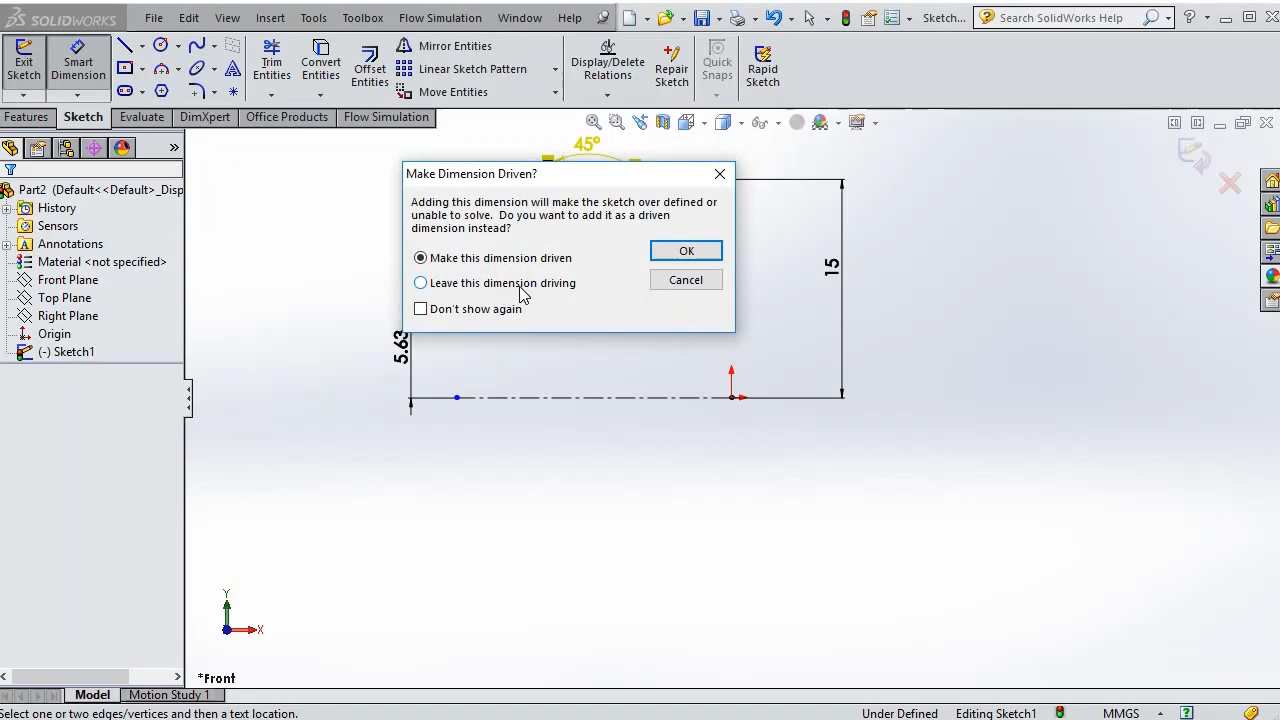 SOLIDWORKS File Edit View Insert Tools Toolbox Flow Simulation Window Help Sketch... Search SolidWorks Help ?
Exit Sketch
Smart Dimension
Trim Entities
Convert Entities
Offset Entities
Mirror Entities
Linear Sketch Pattern
Move Entities
Display/Delete Relations
Repair Sketch
Quick Snaps
Rapid Sketch
Features Sketch Evaluate DimXpert Office Products Flow Simulation
»
Part2 (Default<<Default>_Disp
History
Sensors
Annotations
Material <not specified>
Front Plane
Top Plane
Right Plane
Origin
(-) Sketch1
45°
Make Dimension Driven?
Adding this dimension will make the sketch over defined or
unable to solve. Do you want to add it as a driven
dimension instead?
Make this dimension driven
Leave this dimension driving
Don't show again
OK
Cancel
15
5.63
Y
X
*Front
Model Motion Study 1
Select one or two edges/vertices and then a text location. Under Defined Editing Sketch1 MMGS ?